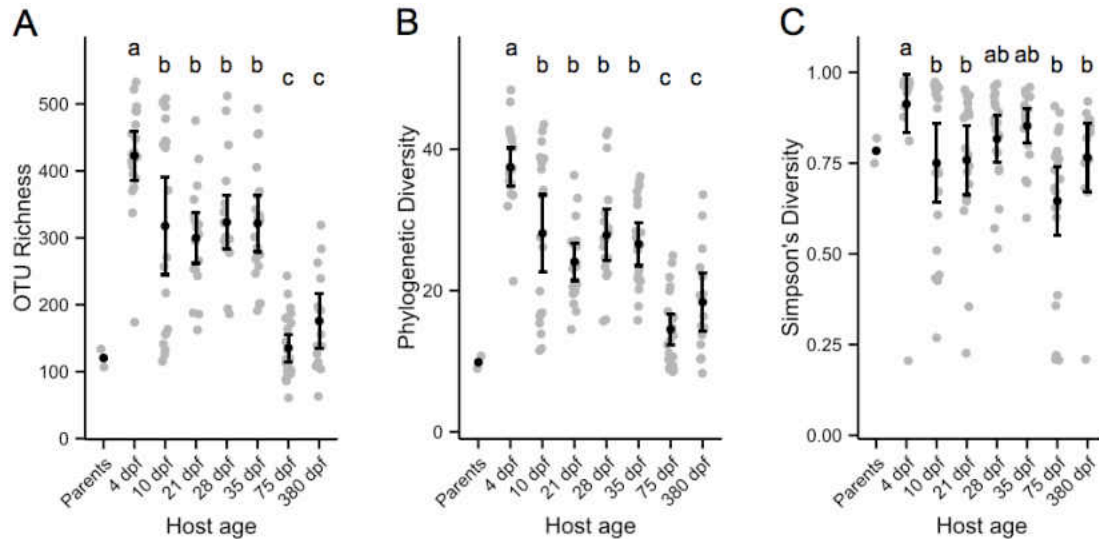 A
a
b b b b
c c
OTU Richness
500
400
300
200
100
0
Parents
4 dpf
10 dpf
21 dpf
28 dpf
35 dpf
75 dpf
380 dpf
Host age
B
a
b b b b
c c
Phylogenetic Diversity
40
20
0
Parents
4 dpf
10 dpf
21 dpf
28 dpf
35 dpf
75 dpf
380 dpf
Host age
C
a
b b
ab ab
b b
Simpson's Diversity
1.00
0.75
0.50
0.25
0.00
Parents
4 dpf
10 dpf
21 dpf
28 dpf
35 dpf
75 dpf
380 dpf
Host age